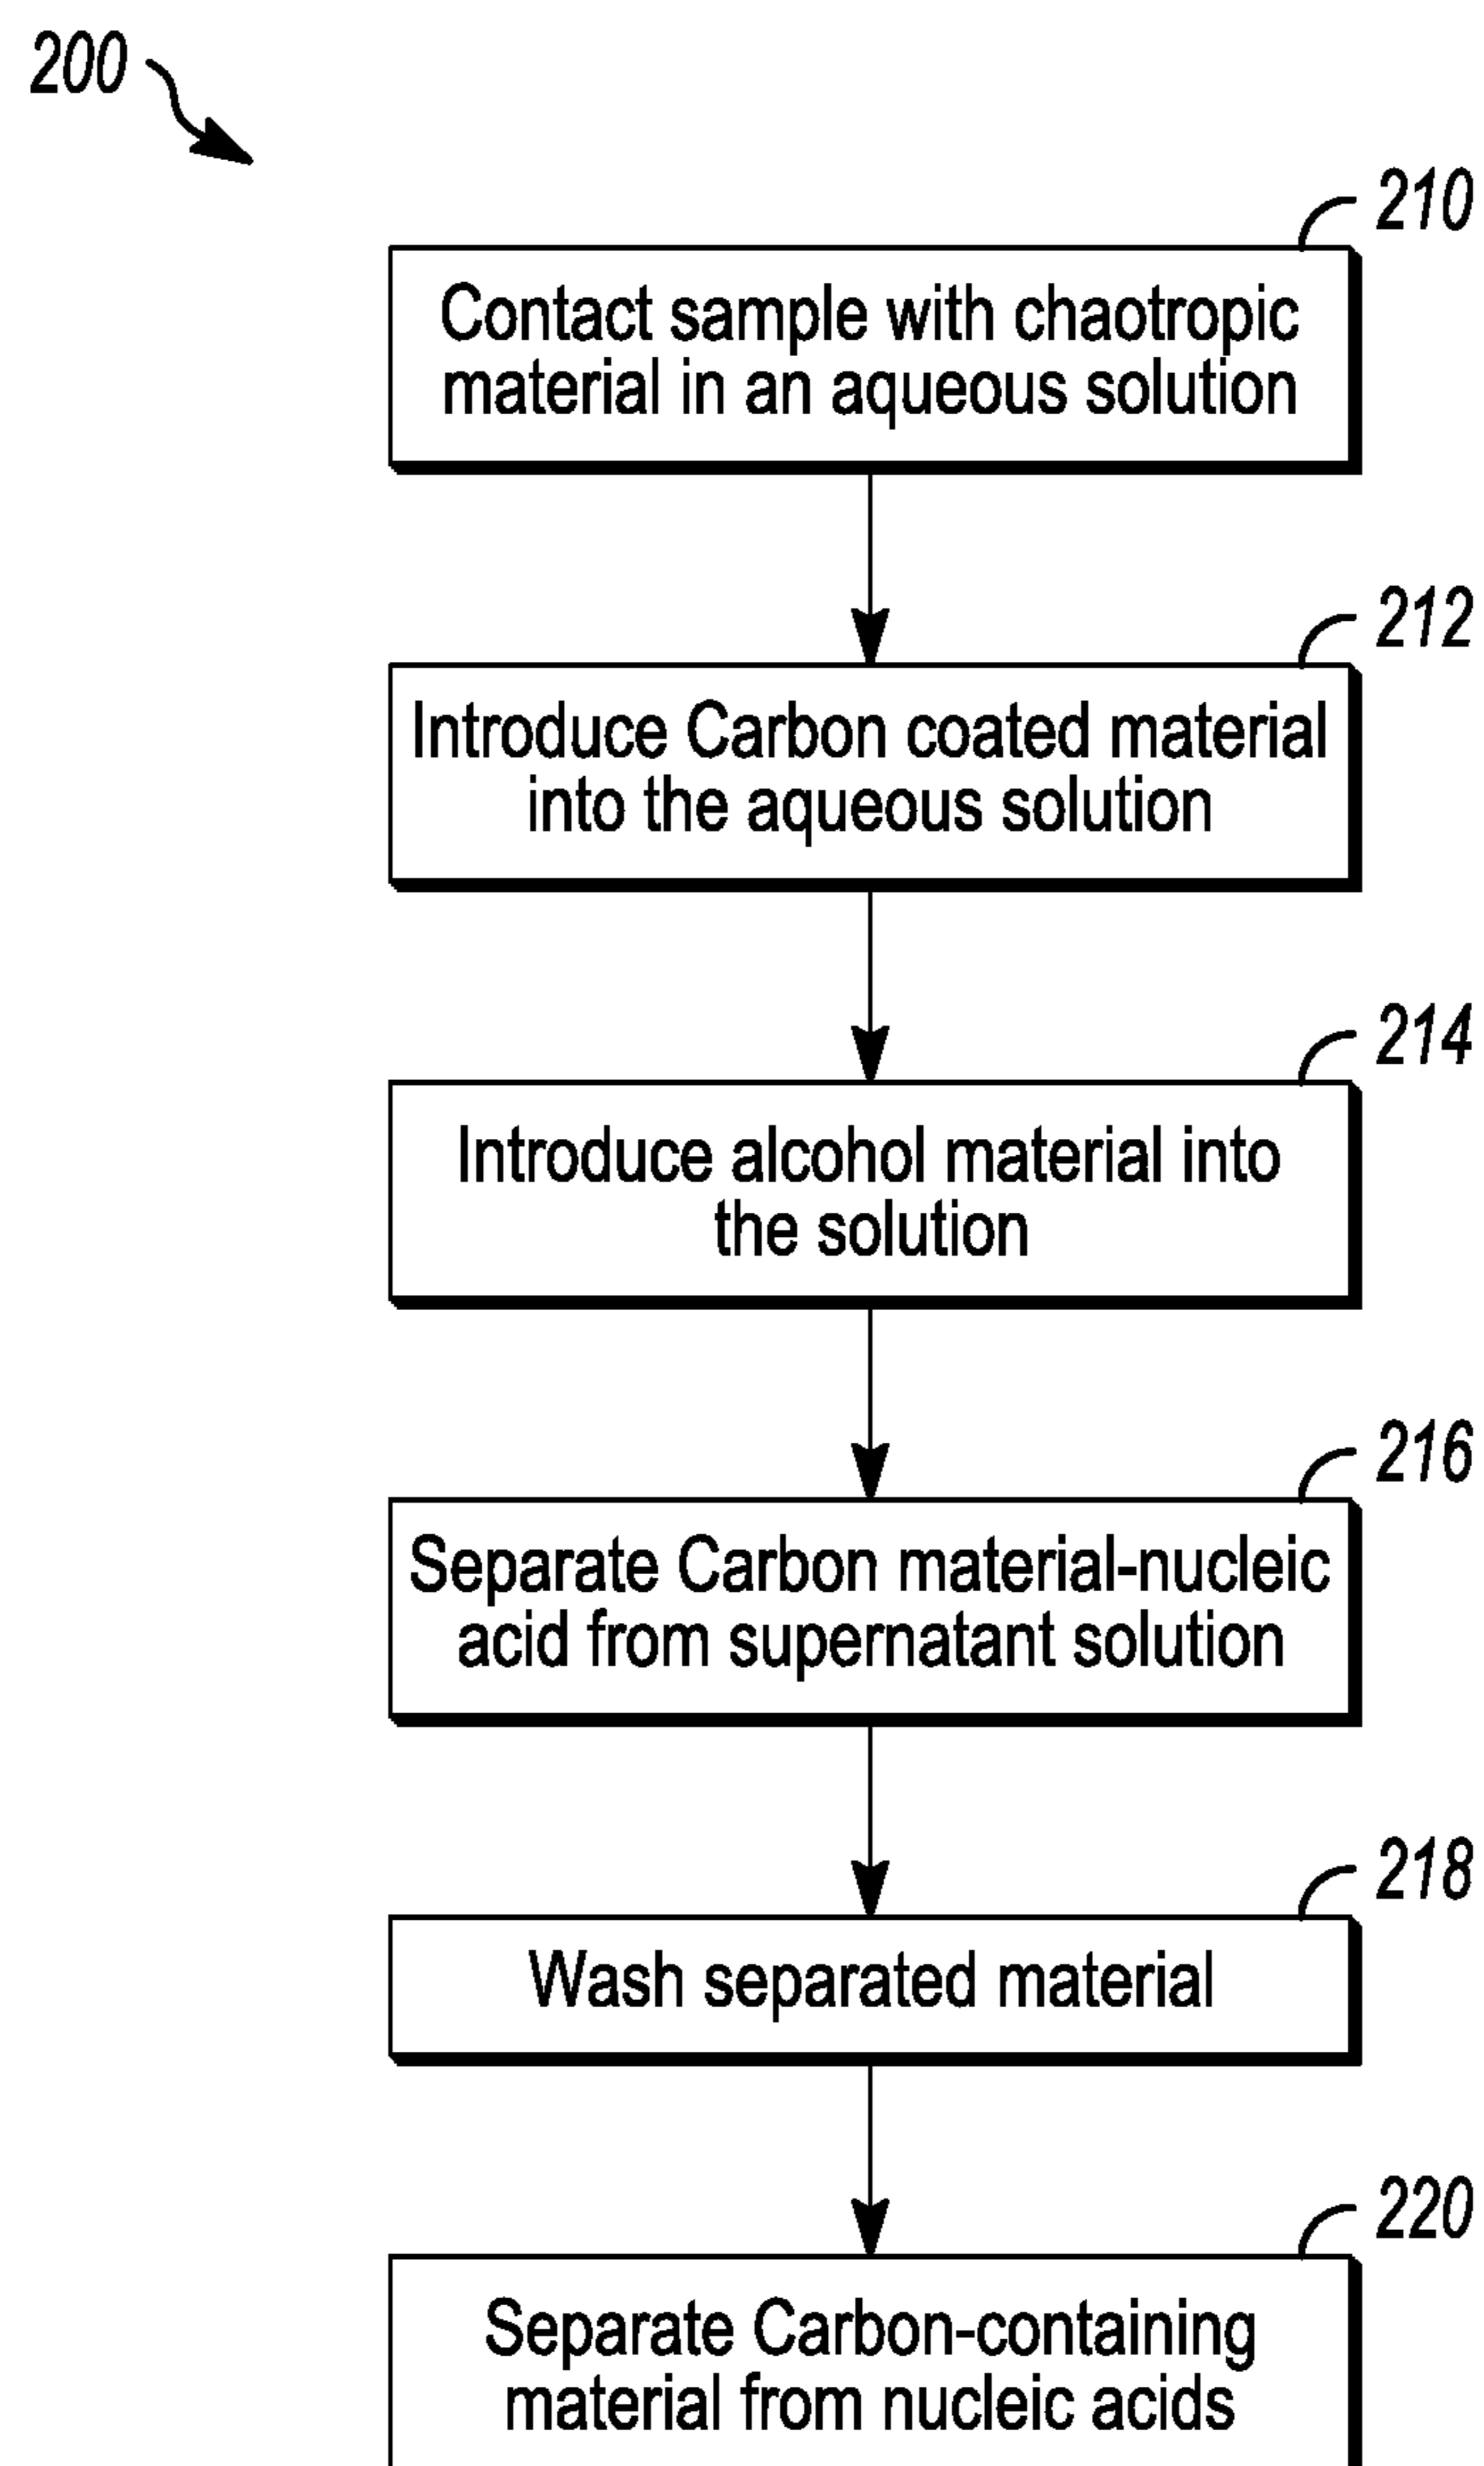 200
210
Contact sample with chaotropic
material in an aqueous solution
212
Introduce Carbon coated material
into the aqueous solution
214
Introduce alcohol material into
the solution
216
Separate Carbon material-nucleic
acid from supernatant solution
218
Wash separated material
220
Separate Carbon-containing
material from nucleic acids